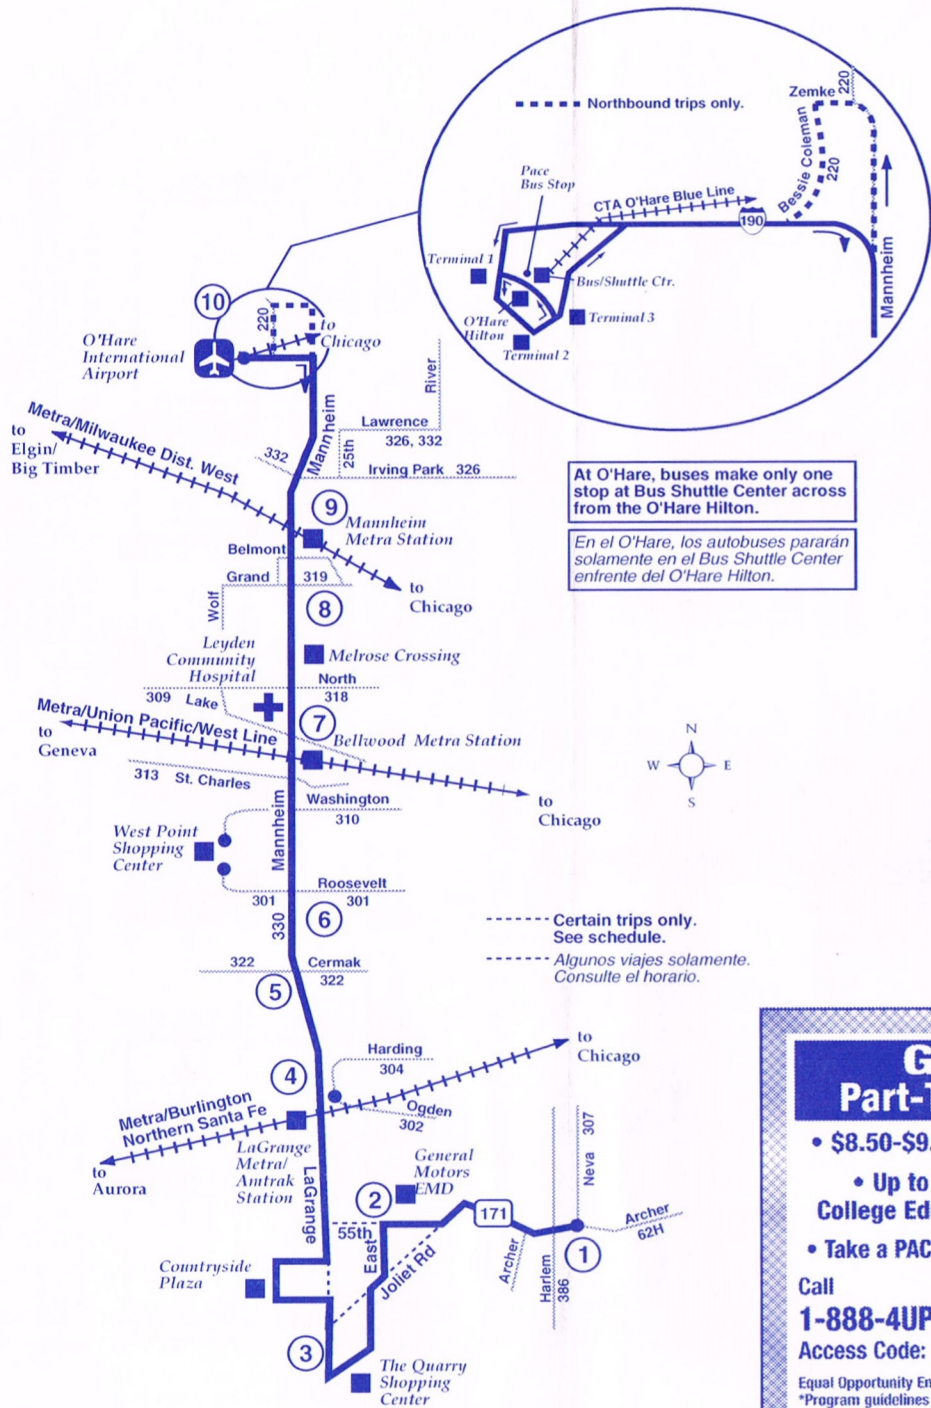 Northbound trips only.
Zemke
220
Bessie Coleman
220
Pace
Bus Stop
CTA O'Hare Blue Line
190
Mannheim
Terminal 1
Bus/Shuttle Ctr.
O'Hare
Hilton
Terminal 3
Terminal 2
10
220
to
Chicago
O'Hare
International
Airport
Mannheim
River
Lawrence
326, 332
25th
Irving Park 326
332
Metra/Milwaukee Dist. West
to
Elgin/
Big Timber
At O'Hare, buses make only one
stop at Bus Shuttle Center across
from the O'Hare Hilton.
En el O'Hare, los autobuses pararán
solamente en el Bus Shuttle Center
enfrente del O'Hare Hilton.
9
Mannheim
Metra Station
Belmont
Grand
319
to
Chicago
Wolf
8
Leyden
Community
Hospital
Melrose Crossing
North
309
Lake
318
7
Metra/Union Pacific/West Line
to
Geneva
Bellwood Metra Station
N
W
E
S
313
St. Charles
to
Chicago
Mannheim
Washington
310
West Point
Shopping
Center
Roosevelt
301
301
330
6
Certain trips only.
See schedule.
Algunos viajes solamente.
Consulte el horario.
322
Cermak
322
5
to
Chicago
Harding
304
4
Ogden
302
Metra/Burlington
Northern Santa Fe
to
Aurora
LaGrange
Metra/
Amtrak
Station
LaGrange
General
Motors
EMD
2
171
Neva 307
Archer
62H
1
55th
East
Joliet Rd
Archer
Harlem
386
Countryside
Plaza
3
The Quarry
Shopping
Center
Part-
• $8.50-$9.
• Up to
College Ed
• Take a PAC
Call
1-888-4UP
Access Code:
Equal Opportunity En
*Program guidelines